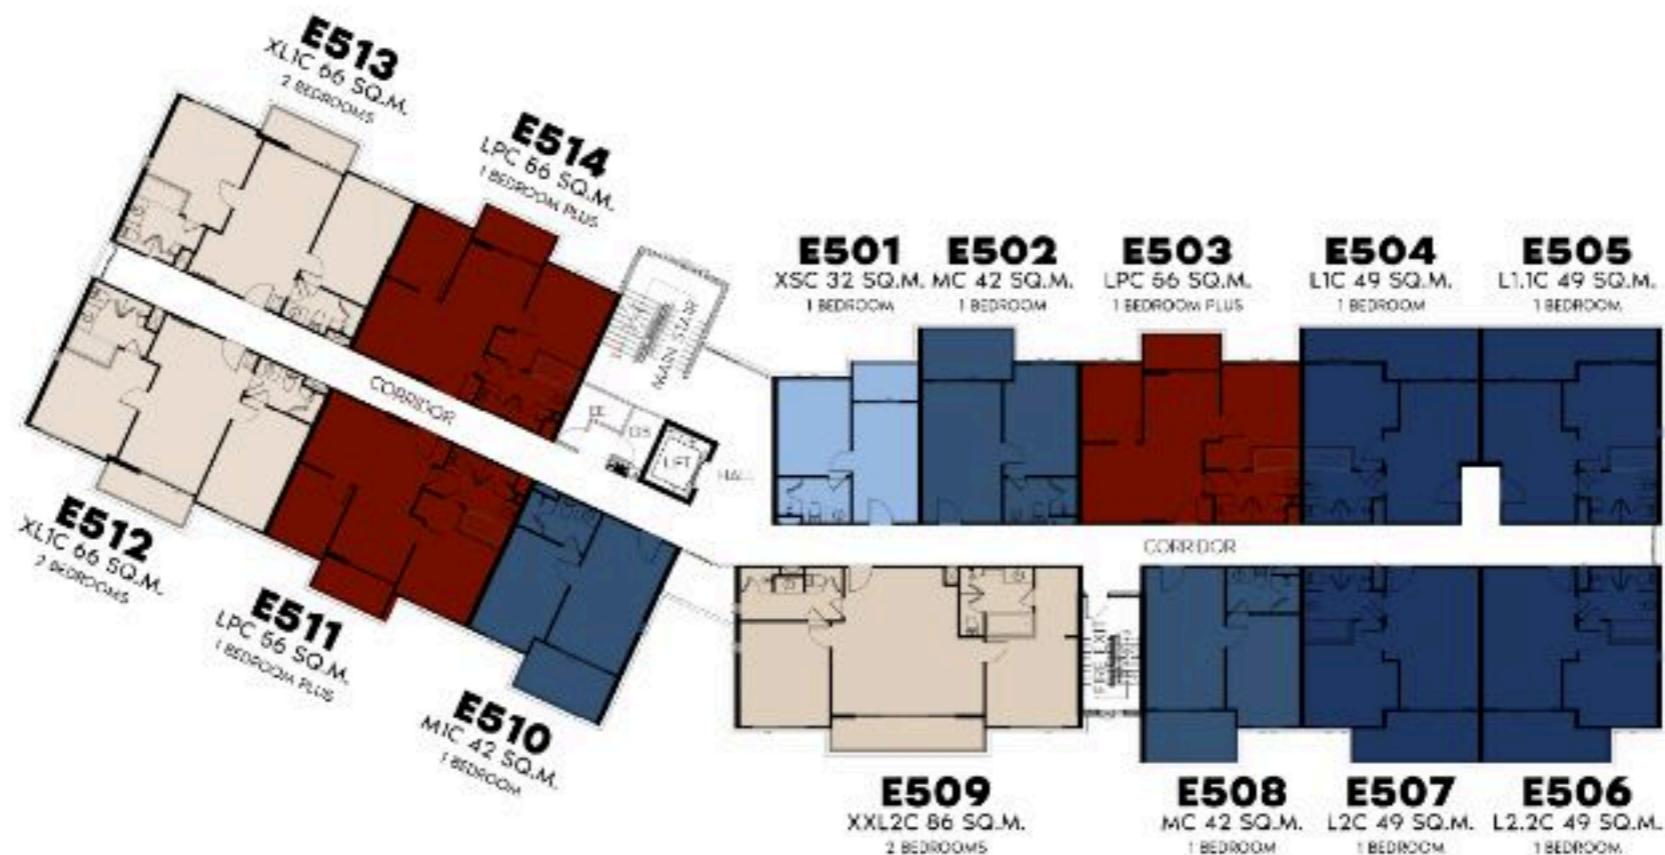 E513
XL1C 66 SQ.M.
2 BEDROOMS
E514
LPC 56 SQ.M.
1 BEDROOM PLUS
E501
XSC 32 SQ.M.
1 BEDROOM
E502
MC 42 SQ.M.
1 BEDROOM
E503
LPC 56 SQ.M.
1 BEDROOM PLUS
E504
L1C 49 SQ.M.
1 BEDROOM
E505
L1.1C 49 SQ.M.
1 BEDROOM
MAIN STAIR
CORRIDOR
LIFT
HALL
CORRIDOR
FIRE EXIT
E512
XL1C 66 SQ.M.
2 BEDROOMS
E511
LPC 56 SQ.M.
1 BEDROOM PLUS
E510
M1C 42 SQ.M.
1 BEDROOM
E509
XXL2C 86 SQ.M.
2 BEDROOMS
E508
MC 42 SQ.M.
1 BEDROOM
E507
L2C 49 SQ.M.
1 BEDROOM
E506
L2.2C 49 SQ.M.
1 BEDROOM